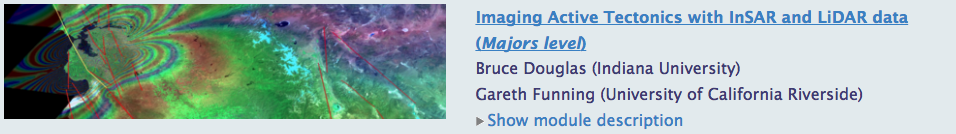 Imaging Active Tectonics with InSAR and LiDAR data
(Majors level)
Bruce Douglas (Indiana University)
Gareth Funning (University of California Riverside)
▶Show module description